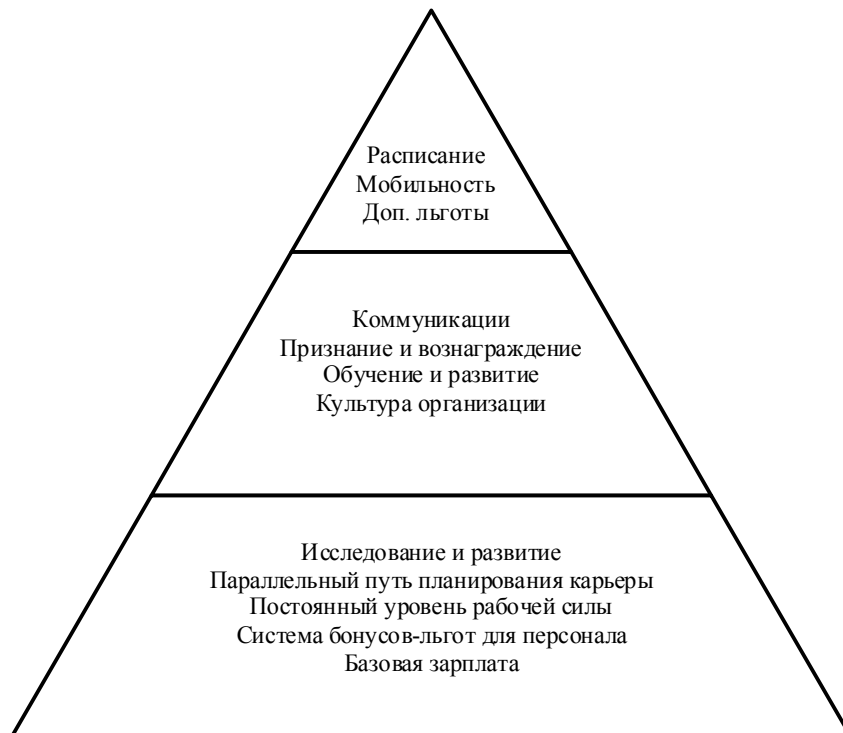 Расписание
Мобильность
Доп. льготы
Коммуникации
Признание и вознаграждение
Обучение и развитие
Культура организации
Исследование и развитие
Параллельный путь планирования карьеры
Постоянный уровень рабочей силы
Система бонусов-льгот для персонала
Базовая зарплата